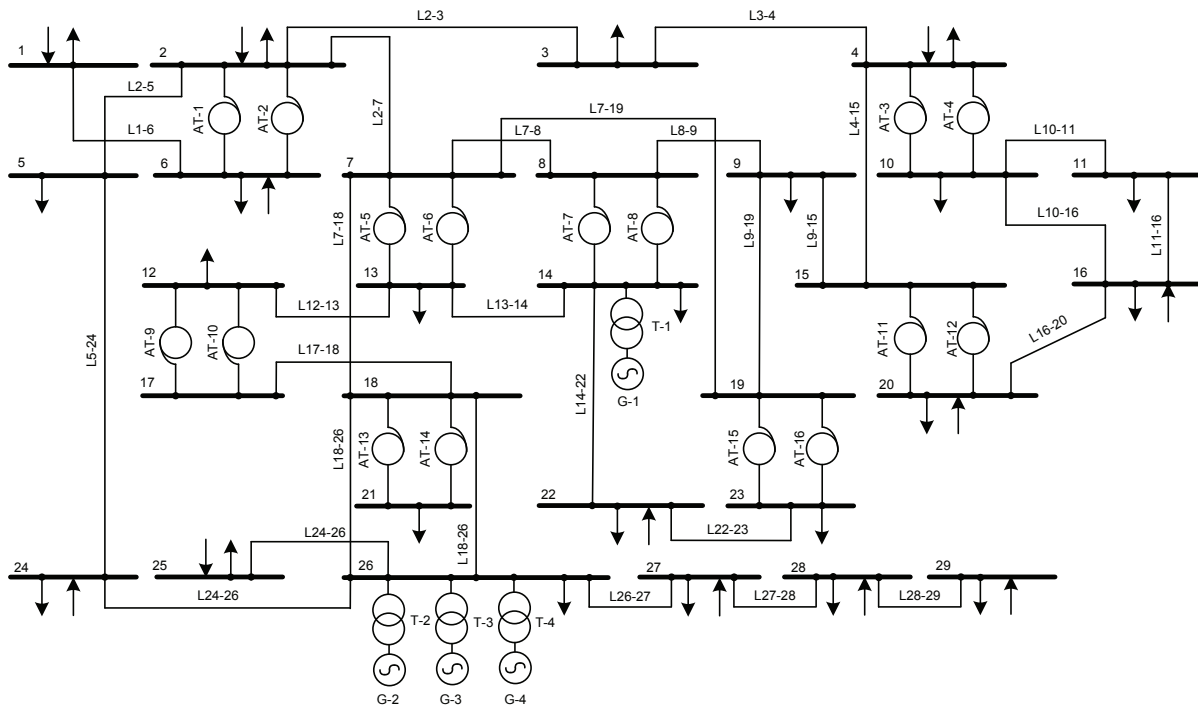 L2-3
L3-4
1
2
3
4
L2-5
AT-1
AT-2
L2-7
L7-19
L4-15
AT-3
AT-4
L1-6
L7-8
L8-9
L10-11
5
6
7
8
9
10
11
L7-18
AT-5
AT-6
AT-7
AT-8
L9-19
L9-15
L10-16
L11-16
12
13
14
15
16
L12-13
L13-14
T-1
L5-24
AT-9
AT-10
L17-18
AT-11
AT-12
L16-20
17
18
L14-22
G-1
19
20
L18-26
AT-13
AT-14
AT-15
AT-16
21
22
23
L24-26
L18-26
L22-23
24
25
26
27
28
29
L24-26
L26-27
L27-28
L28-29
T-2
T-3
T-4
G-2
G-3
G-4